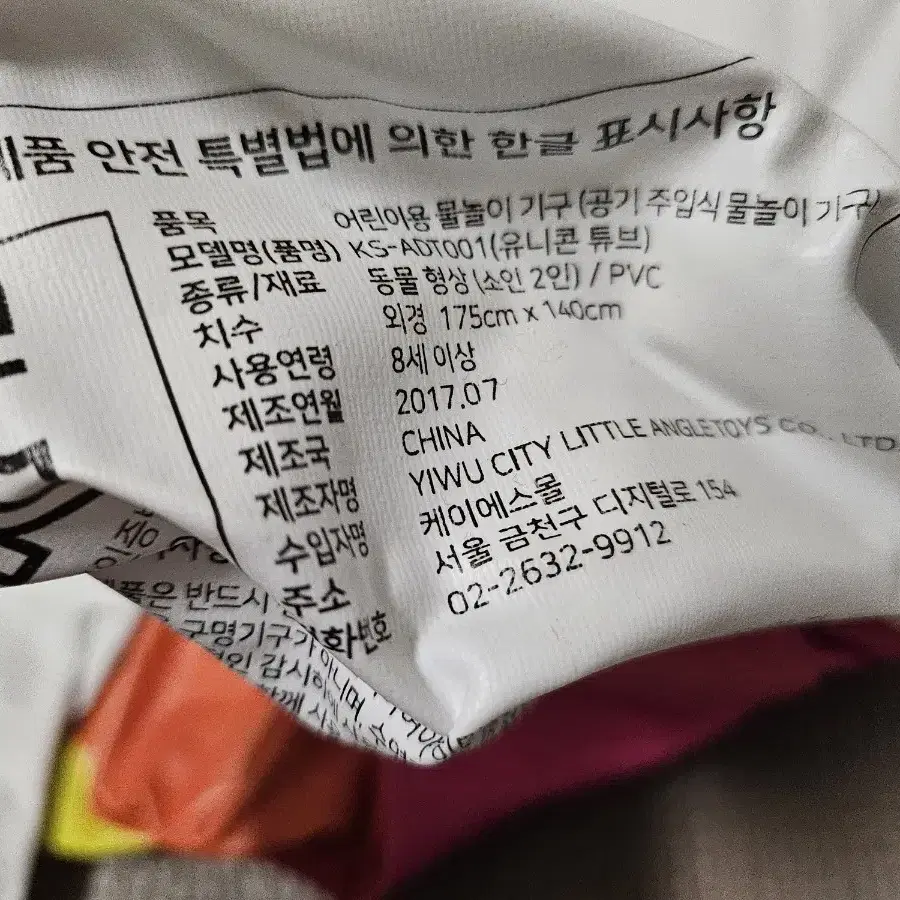 제품 안전 특별법에 의한 한글 표시사항
품목 어린이용 물놀이 기구 (공기 주입식 물놀이 기구)
모델명(품명) KS-ADT001(유니콘 튜브)
종류/재료 동물 형상 (소인 2인) / PVC
치수 외경 175cm x 140cm
사용연령 8세 이상
제조연월 2017.07
제조국 CHINA
제조자명 YIWU CITY LITTLE ANGLETOYS CO., LTD.
수입자명 케이에스몰
주소 서울 금천구 디지털로 154
전화번호 02-2632-9912
반드시
구명기구가 아니며
감시하에
함께